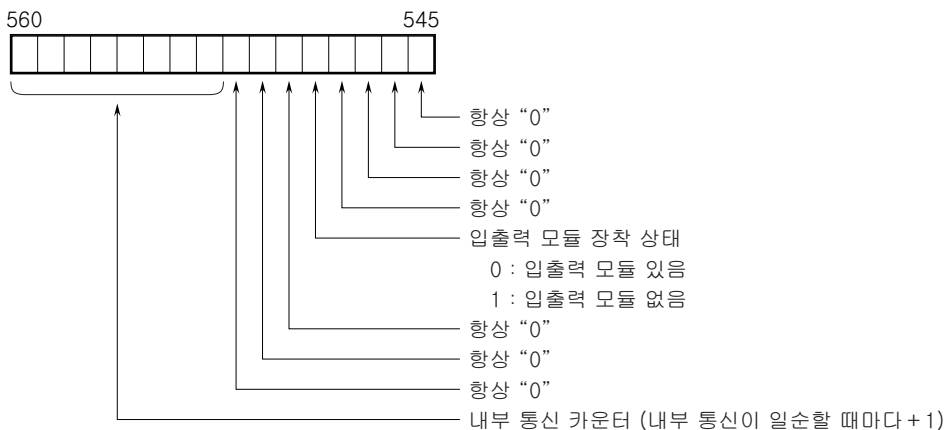 560 545
항상 “0”
항상 “0”
항상 “0”
항상 “0”
입출력 모듈 장착 상태
0 : 입출력 모듈 있음
1 : 입출력 모듈 없음
항상 “0”
항상 “0”
항상 “0”
내부 통신 카운터 (내부 통신이 일순할 때마다+1)